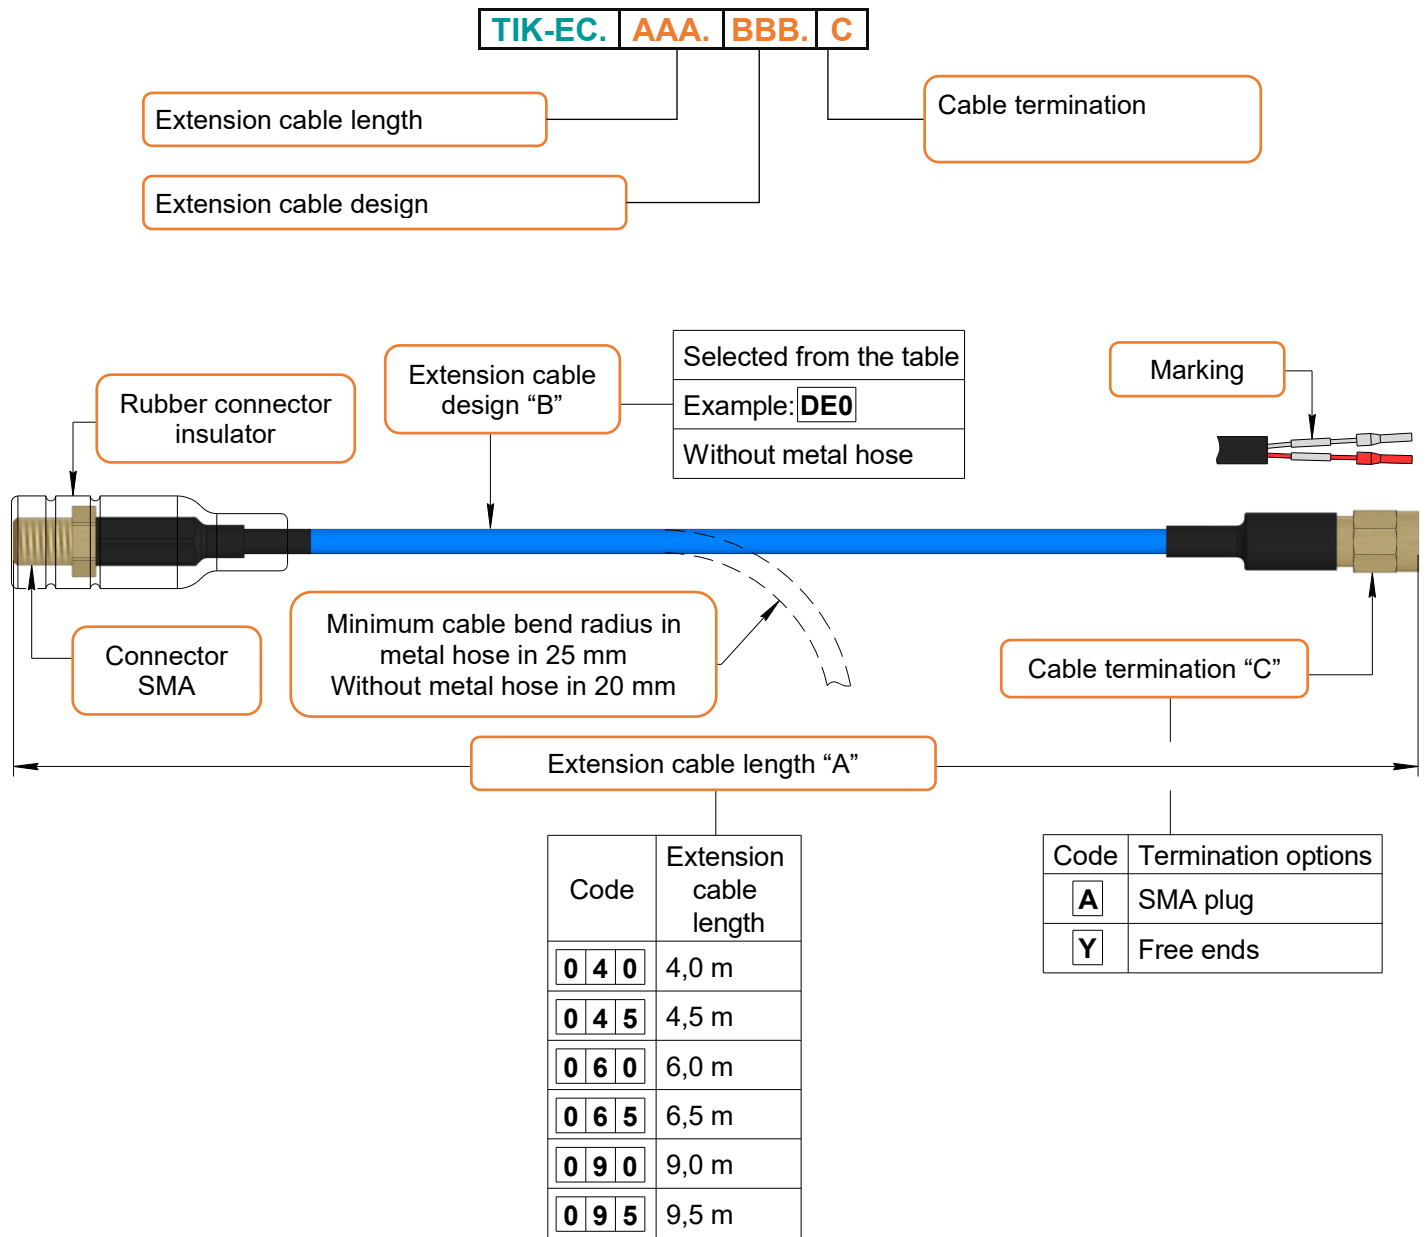 TIK-EC. AAA. BBB. C
Extension cable length
Cable termination
Extension cable design
Selected from the table
Example: DE0
Without metal hose
Extension cable
design “B”
Marking
Rubber connector
insulator
Connector
SMA
Minimum cable bend radius in
metal hose in 25 mm
Without metal hose in 20 mm
Cable termination “C”
Extension cable length “A”
Code Extension
cable
length
0 4 0 4,0 m
0 4 5 4,5 m
0 6 0 6,0 m
0 6 5 6,5 m
0 9 0 9,0 m
0 9 5 9,5 m
Code Termination options
A SMA plug
Y Free ends